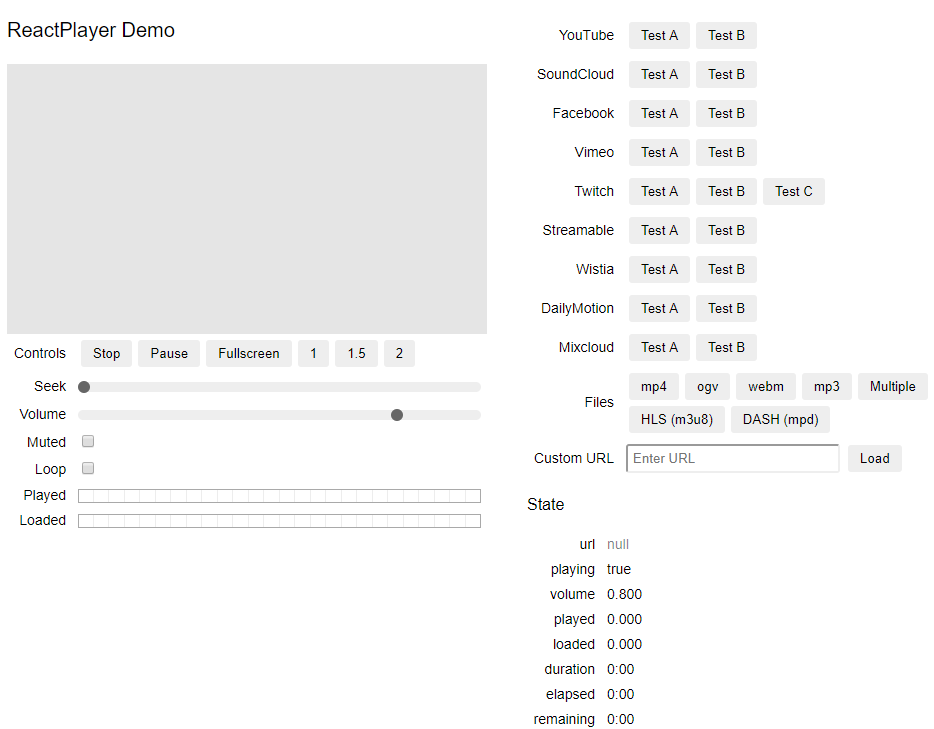 ReactPlayer Demo
Controls Stop Pause Fullscreen 1 1.5 2
Seek
Volume
Muted
Loop
Played
Loaded
YouTube Test A Test B
SoundCloud Test A Test B
Facebook Test A Test B
Vimeo Test A Test B
Twitch Test A Test B Test C
Streamable Test A Test B
Wistia Test A Test B
DailyMotion Test A Test B
Mixcloud Test A Test B
Files mp4 ogv webm mp3 Multiple
HLS (m3u8) DASH (mpd)
Custom URL Enter URL Load
State
url null
playing true
volume 0.800
played 0.000
loaded 0.000
duration 0:00
elapsed 0:00
remaining 0:00